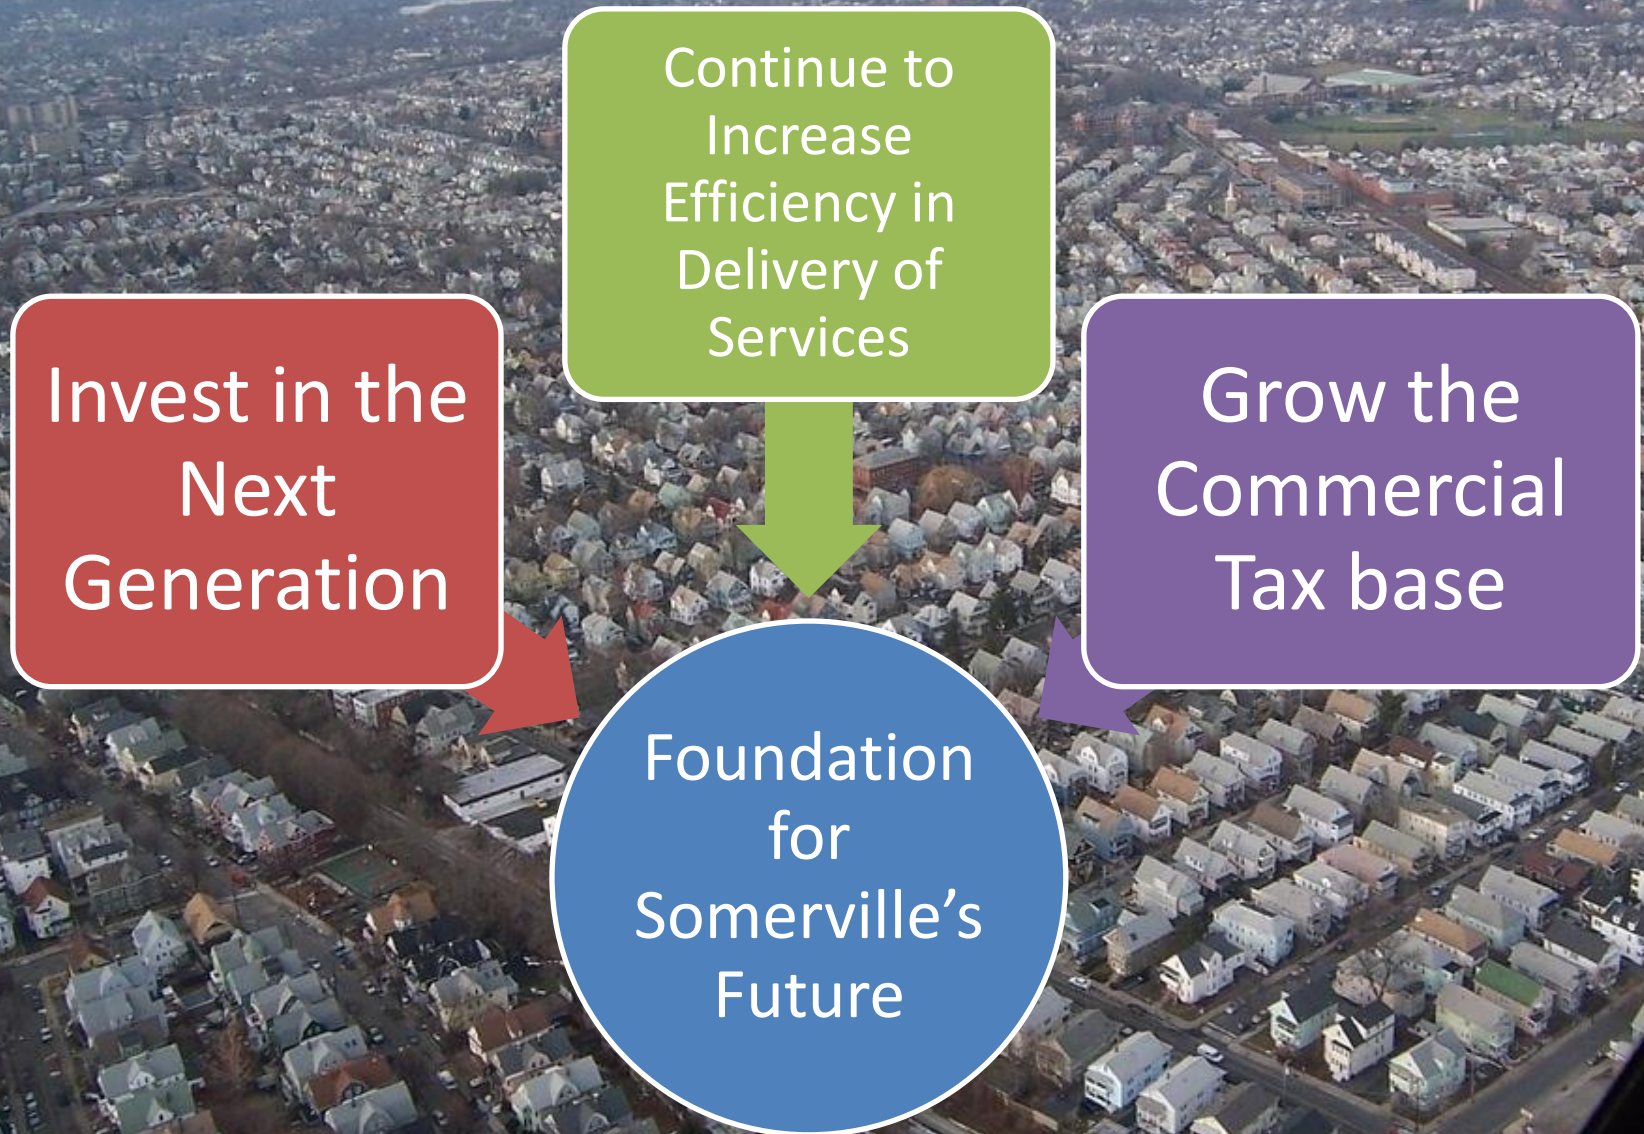 Continue to
Increase
Efficiency in
Delivery of
Services
Invest in the
Next
Generation
Grow the
Commercial
Tax base
Foundation
for
Somerville’s
Future